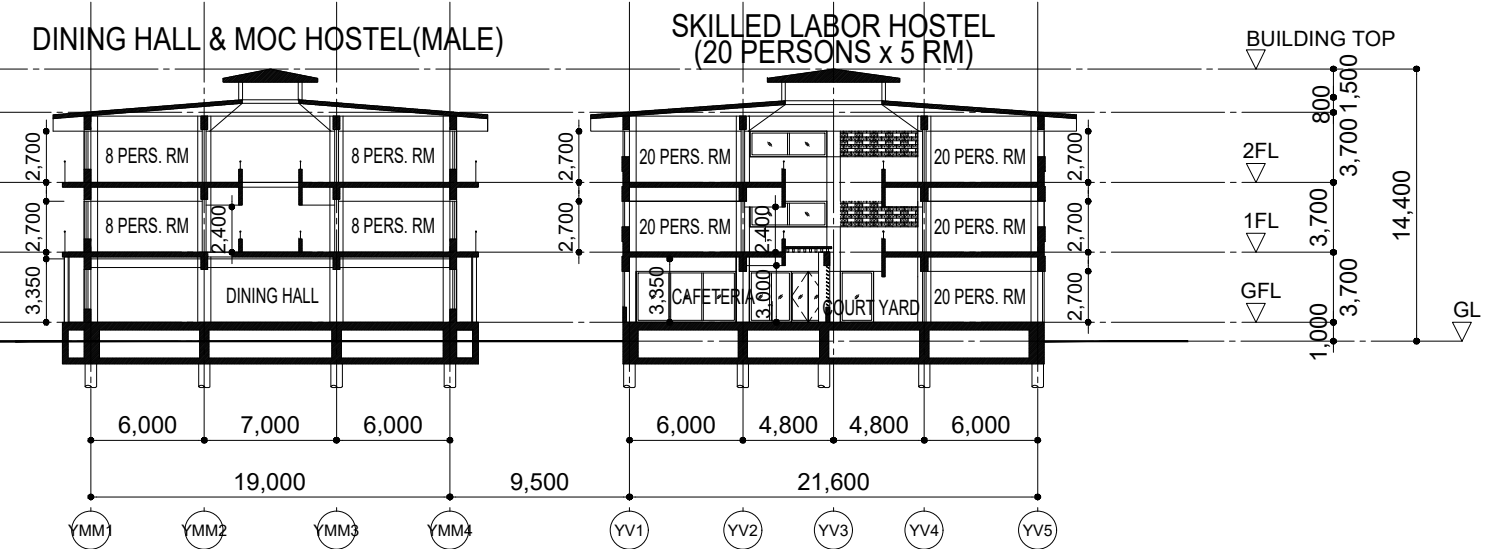 DINING HALL & MOC HOSTEL(MALE)
SKILLED LABOR HOSTEL
(20 PERSONS x 5 RM)
BUILDING TOP
1,500
800
2,700
8 PERS. RM
8 PERS. RM
2,700
20 PERS. RM
20 PERS. RM
2,700
2FL
3,700
2,700
8 PERS. RM
2,400
8 PERS. RM
2,700
20 PERS. RM
2,400
20 PERS. RM
2,700
1FL
3,700
14,400
3,350
DINING HALL
3,350
CAFETERIA
3,000
COURT YARD
20 PERS. RM
2,700
GFL
3,700
GL
1,000
6,000
7,000
6,000
6,000
4,800
4,800
6,000
19,000
9,500
21,600
YMM1
YMM2
YMM3
YMM4
YV1
YV2
YV3
YV4
YV5